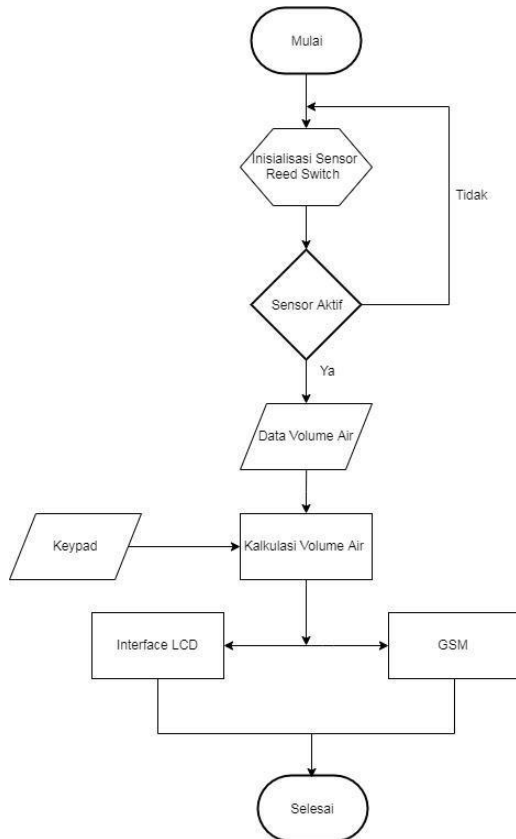 Mulai
Inisialisasi Sensor
Reed Switch
Tidak
Sensor Aktif
Ya
Data Volume Air
Keypad
Kalkulasi Volume Air
Interface LCD
GSM
Selesai